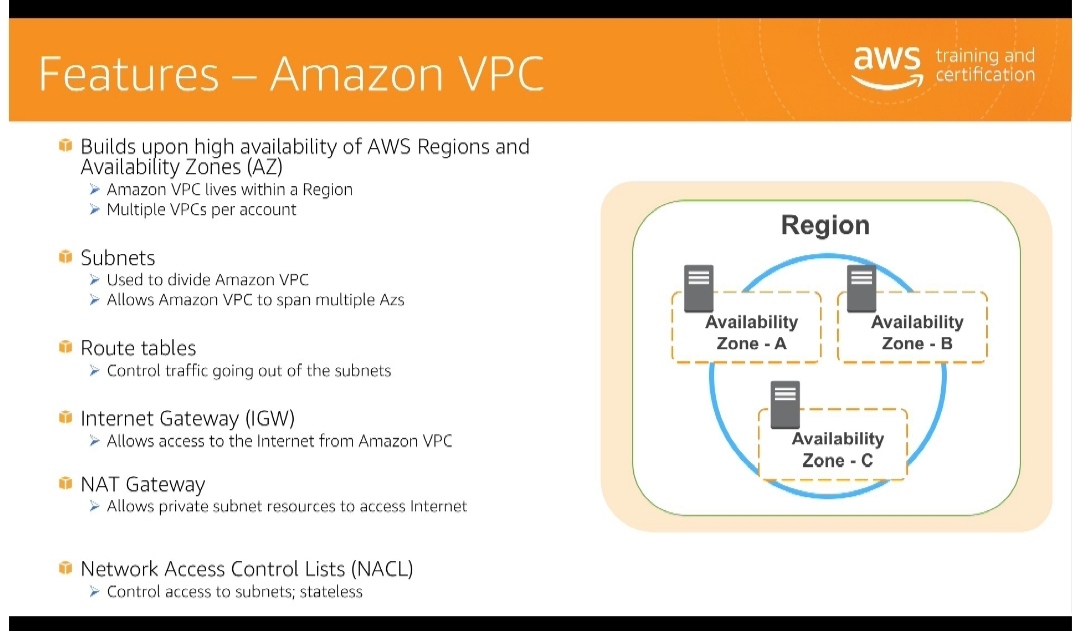 Features – Amazon VPC
aws training and
certification
Builds upon high availability of AWS Regions and
Availability Zones (AZ)
Amazon VPC lives within a Region
Multiple VPCs per account
Subnets
Used to divide Amazon VPC
Allows Amazon VPC to span multiple Azs
Route tables
Control traffic going out of the subnets
Internet Gateway (IGW)
Allows access to the Internet from Amazon VPC
NAT Gateway
Allows private subnet resources to access Internet
Network Access Control Lists (NACL)
Control access to subnets; stateless
Region
Availability
Zone - A
Availability
Zone - B
Availability
Zone - C